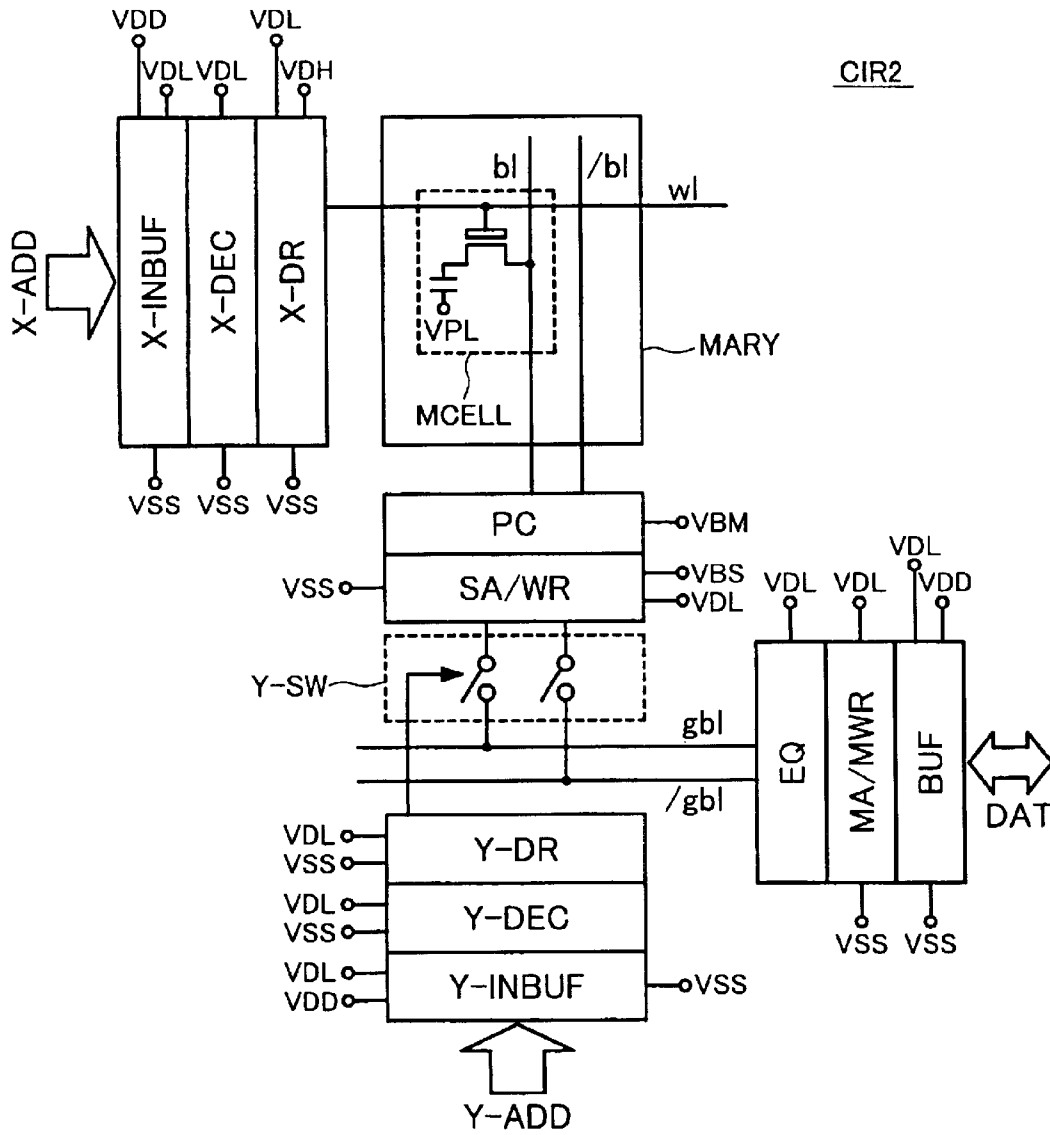 VDD
VDL
VDL VDL VDH
CIR2
X-ADD
X-INBUF
X-DEC
X-DR
bl
/bl
wl
VPL
MCELL
MARY
VSS VSS VSS
PC
VBM
VSS
SA/WR
VBS
VDL
Y-SW
gbl
/gbl
VDL
VDL VDL VDD
EQ
MA/MWR
BUF
DAT
VSS VSS
VDL
VSS
Y-DR
VDL
VSS
Y-DEC
VDL
VDD
Y-INBUF
VSS
Y-ADD